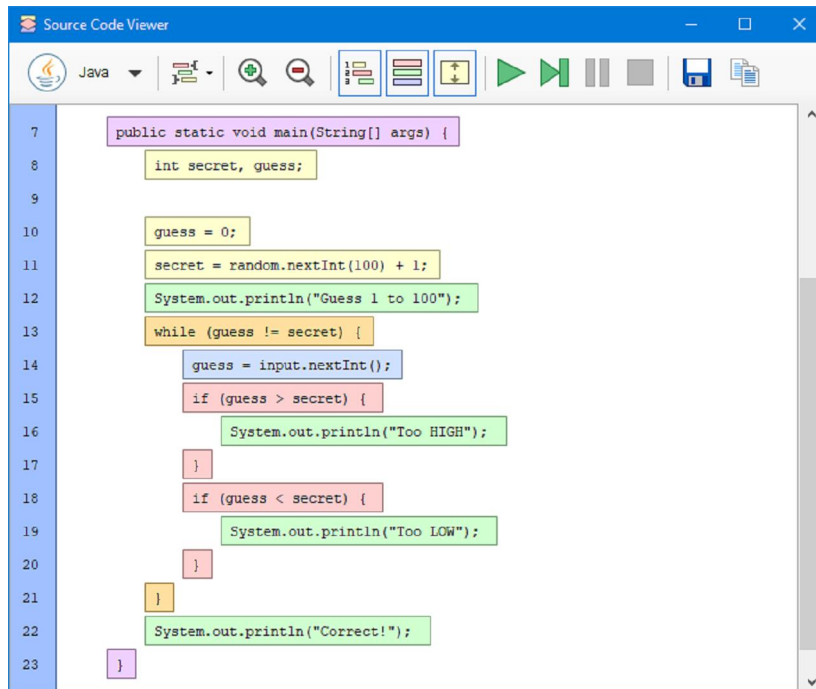 Source Code Viewer
Java
7 public static void main(String[] args) {
8 int secret, guess;
9
10 guess = 0;
11 secret = random.nextInt(100) + 1;
12 System.out.println("Guess 1 to 100");
13 while (guess != secret) {
14 guess = input.nextInt();
15 if (guess > secret) {
16 System.out.println("Too HIGH");
17 }
18 if (guess < secret) {
19 System.out.println("Too LOW");
20 }
21 }
22 System.out.println("Correct!");
23 }